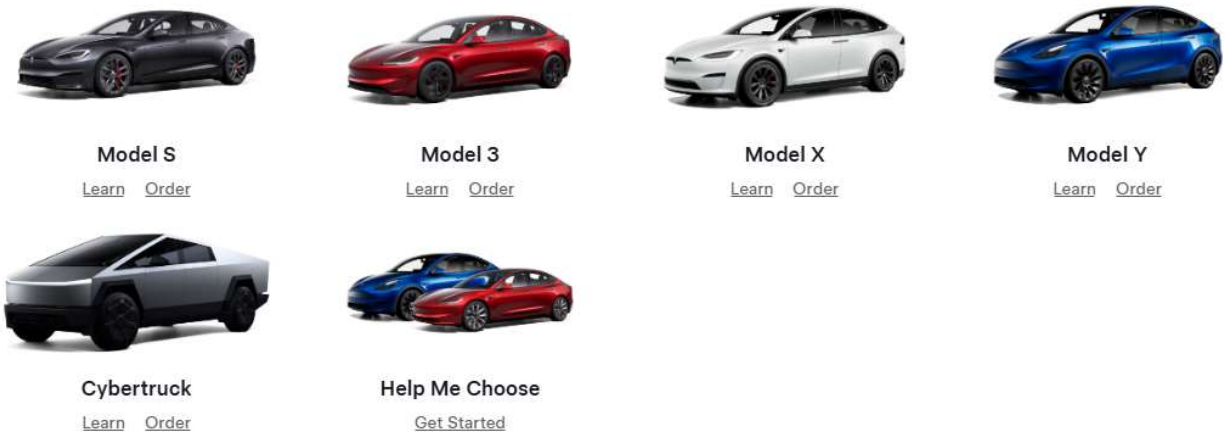 Model S
Learn Order
Model 3
Learn Order
Model X
Learn Order
Model Y
Learn Order
Cybertruck
Learn Order
Help Me Choose
Get Started